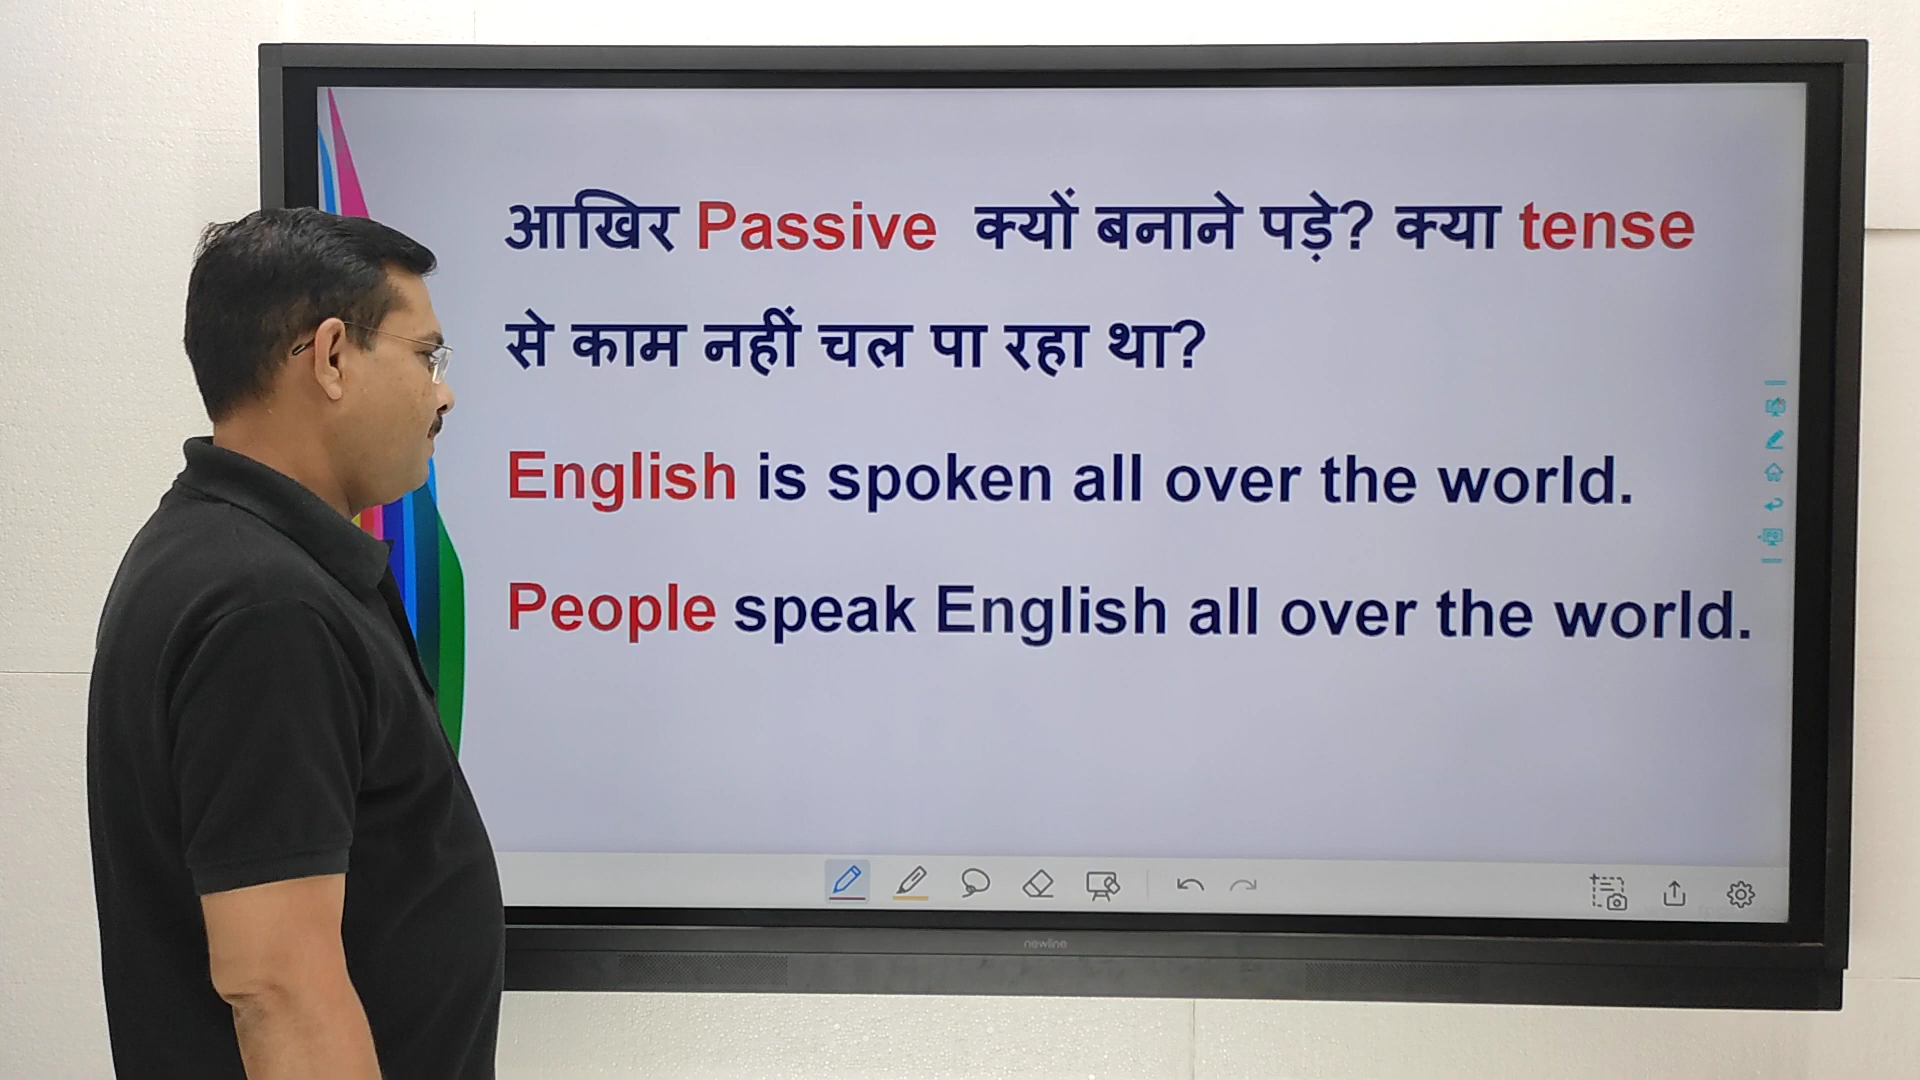 आखिर Passive क्यों बनाने पड़े? क्या tense
से काम नहीं चल पा रहा था?
English is spoken all over the world.
People speak English all over the world.
newline